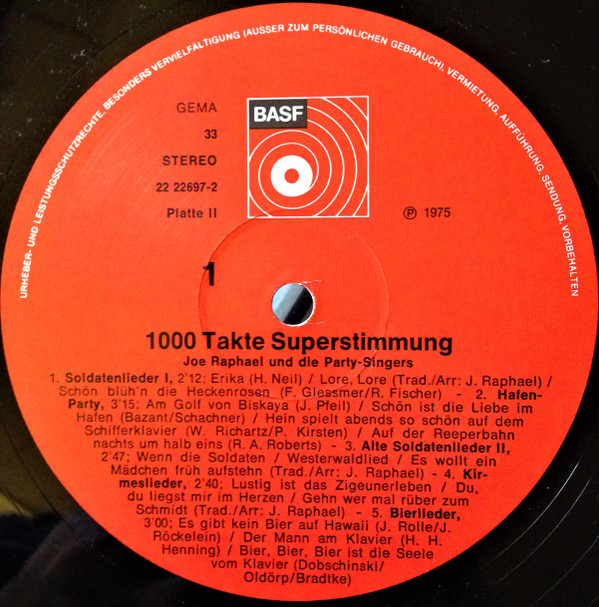 URHEBER- UND LEISTUNGSSCHUTZRECHTE, BESONDERS VERVIELFÄLTIGUNG (AUSSER ZUM PERSÖNLICHEN GEBRAUCH), VERMIETUNG, AUFFÜHRUNG, SENDUNG, VORBEHALTEN
GEMA
BASF
33
STEREO
22 22697-2
Platte II
℗ 1975
1
1000 Takte Superstimmung
Joe Raphael und die Party-Singers
1. Soldatenlieder I, 2'12; Erika (H. Neil) / Lore, Lore (Trad./Arr: J. Raphael) /
Schön blüh'n die Heckenrosen (F. Glessmer/R. Fischer) - 2. Hafen-
Party, 3'15; Am Golf von Biskaya (J. Pfeil) / Schön ist die Liebe im
Hafen (Bazant/Schachner) / Hein spielt abends so schön auf dem
Schifferklavier (W. Richartz/P. Kirsten) / Auf der Reeperbahn
nachts um halb eins (R. A. Roberts) - 3. Alte Soldatenlieder II,
2'47; Wenn die Soldaten / Westerwaldlied / Es wollt ein
Mädchen früh aufstehn (Trad./Arr: J. Raphael) - 4. Kir-
meslieder, 2'40; Lustig ist das Zigeunerleben / Du,
du liegst mir im Herzen / Gehn wer mal rüber zum
Schmidt (Trad./Arr: J. Raphael) - 5. Bierlieder,
3'00; Es gibt kein Bier auf Hawaii (J. Rolle/J.
Röckelein) / Der Mann am Klavier (H. H.
Henning) / Bier, Bier, Bier ist die Seele
vom Klavier (Dobschinski/
Oldörp/Bradtke)